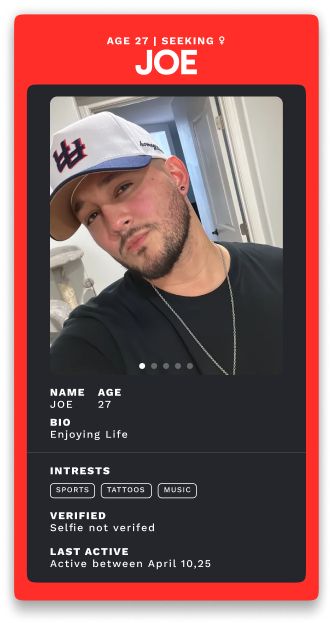 AGE 27 | SEEKING ♀
JOE
NAME AGE
JOE 27
BIO
Enjoying Life
INTRESTS
SPORTS TATTOOS MUSIC
VERIFIED
Selfie not verifed
LAST ACTIVE
Active between April 10,25